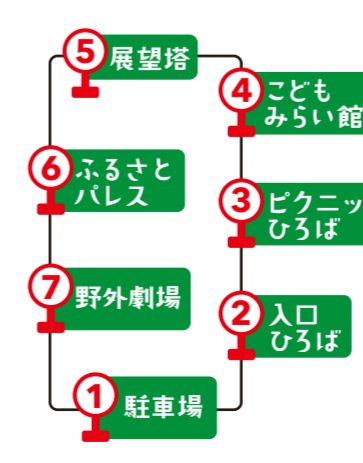 ⑤ 展望塔
④ こども
みらい館
⑥ ふるさと
パレス
③ ピクニッ
ひろば
⑦ 野外劇場
② 入口
ひろば
① 駐車場